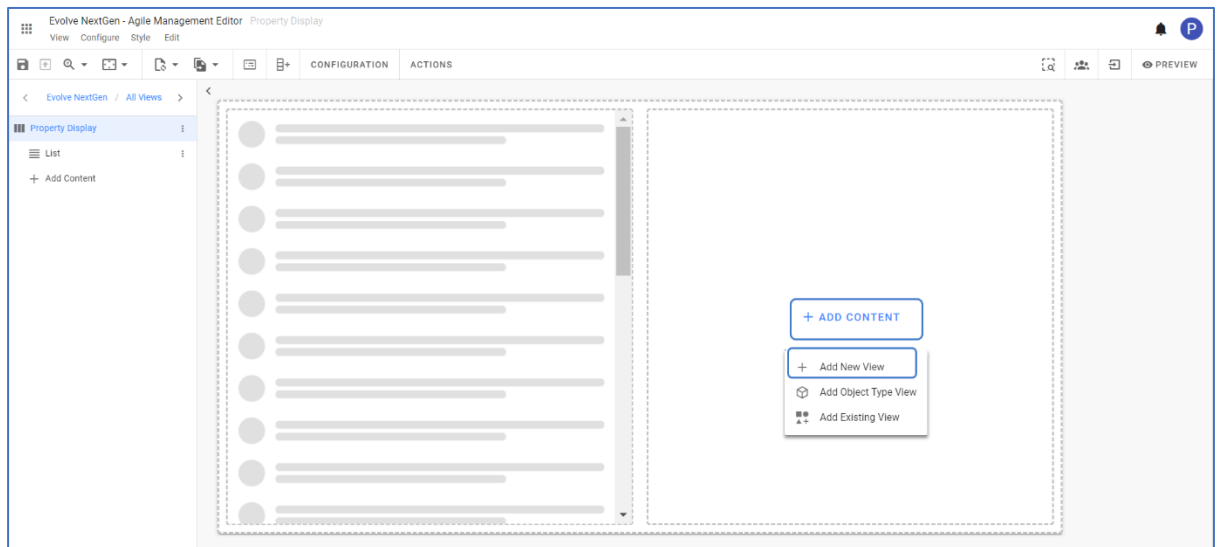 Evolve NextGen - Agile Management Editor Property Display
View Configure Style Edit
P
CONFIGURATION ACTIONS PREVIEW
Evolve NextGen / All Views
Property Display
List
+ Add Content
+ ADD CONTENT
+ Add New View
Add Object Type View
Add Existing View